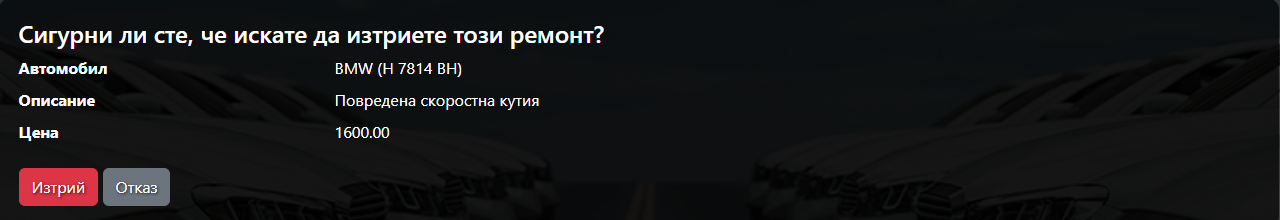 Сигурни ли сте, че искате да изтриете този ремонт?
Автомобил BMW (H 7814 BH)
Описание Повредена скоростна кутия
Цена 1600.00
Изтрий Отказ